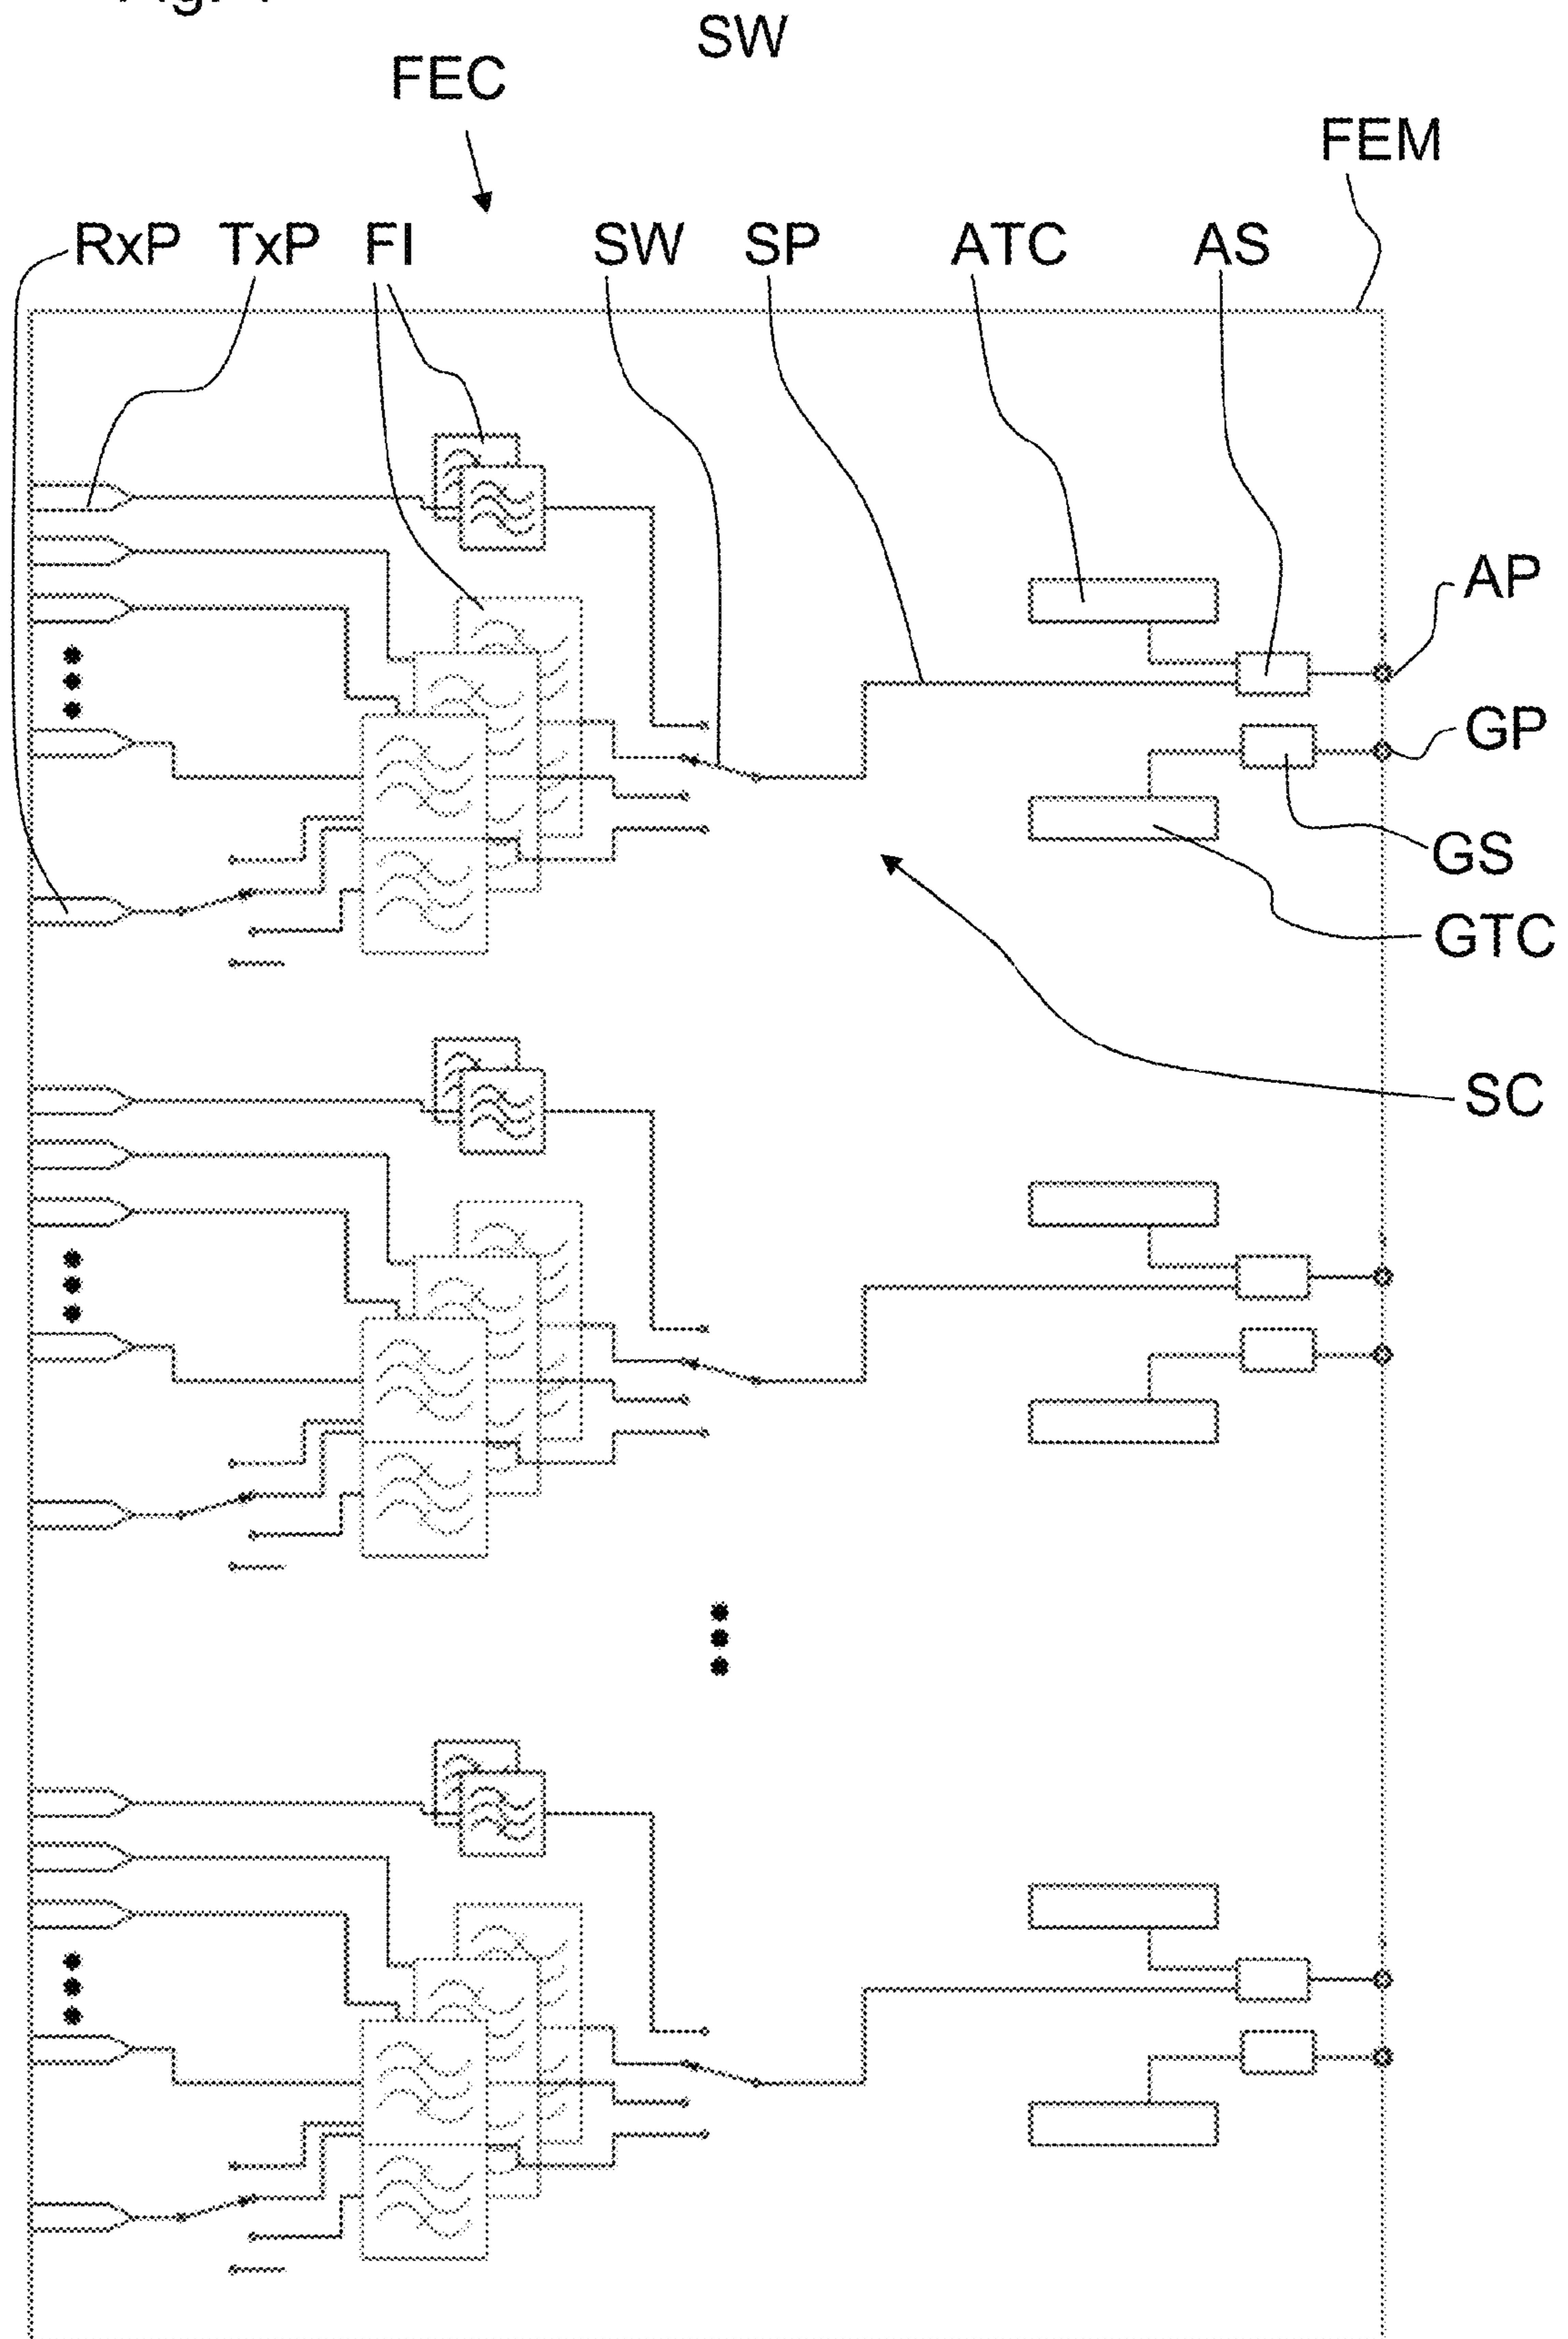 SW
FEC
FEM
RxP TxP FI SW SP ATC AS
AP
GP
GS
GTC
SC